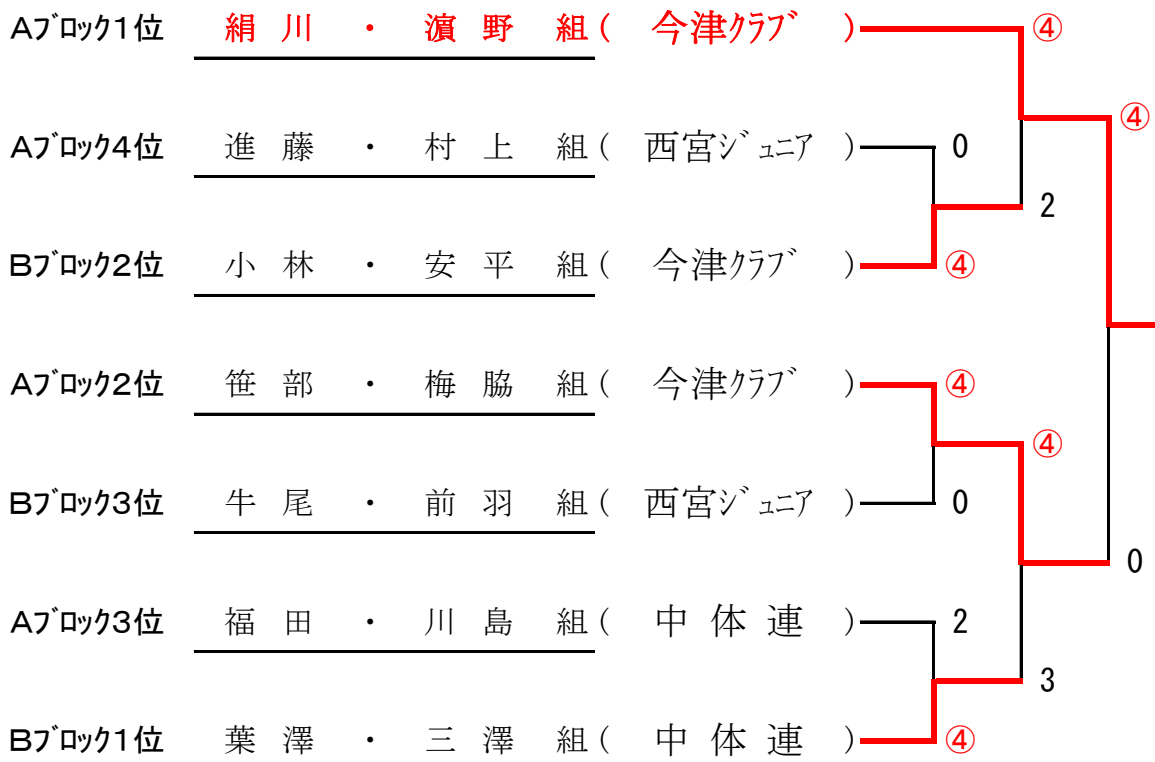 Aﾌﾞﾛｯｸ1位 絹川 ・ 濵野 組( 今津ｸﾗﾌﾞ ) ④
④
Aﾌﾞﾛｯｸ4位 進藤 ・ 村上 組( 西宮ｼﾞｭﾆｱ ) 0
2
Bﾌﾞﾛｯｸ2位 小林 ・ 安平 組( 今津ｸﾗﾌﾞ ) ④
Aﾌﾞﾛｯｸ2位 笹部 ・ 梅脇 組( 今津ｸﾗﾌﾞ ) ④
④
Bﾌﾞﾛｯｸ3位 牛尾 ・ 前羽 組( 西宮ｼﾞｭﾆｱ ) 0
0
Aﾌﾞﾛｯｸ3位 福田 ・ 川島 組( 中体連 ) 2
3
Bﾌﾞﾛｯｸ1位 葉澤 ・ 三澤 組( 中体連 ) ④